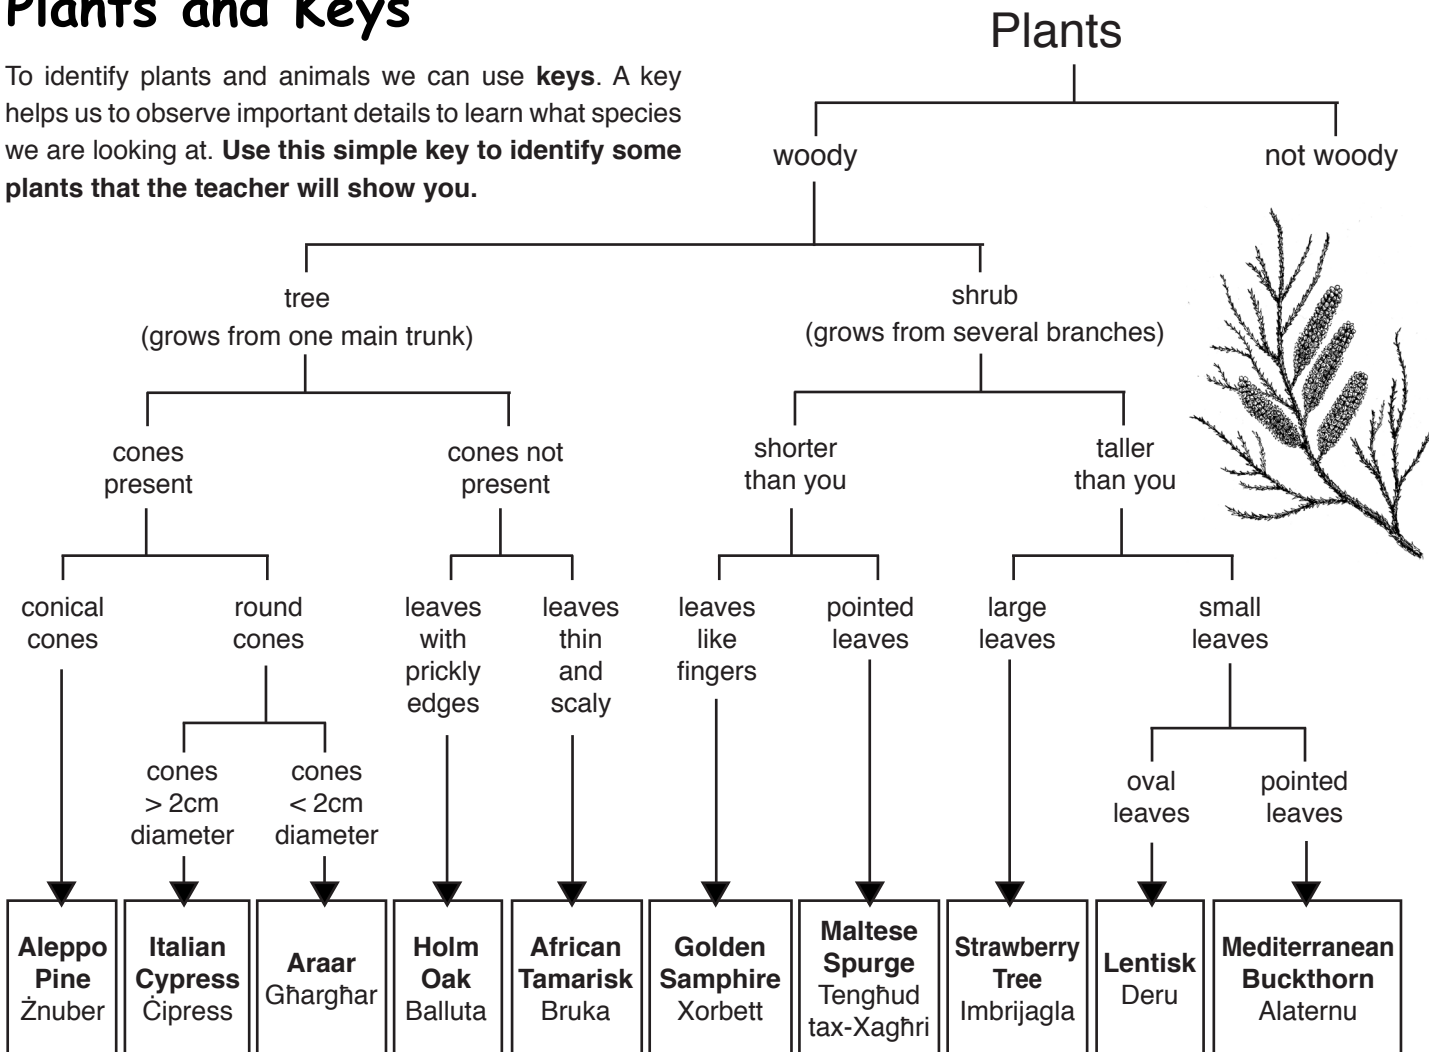 Plants and Keys
To identify plants and animals we can use keys. A key
helps us to observe important details to learn what species
we are looking at. Use this simple key to identify some
plants that the teacher will show you.
Plants
woody
not woody
tree
(grows from one main trunk)
shrub
(grows from several branches)
cones
present
cones not
present
shorter
than you
taller
than you
conical
cones
round
cones
leaves
with
prickly
edges
leaves
thin
and
scaly
leaves
like
fingers
pointed
leaves
large
leaves
small
leaves
cones
> 2cm
diameter
cones
< 2cm
diameter
oval
leaves
pointed
leaves
Aleppo
Pine
Żnuber
Italian
Cypress
Ċipress
Araar
Għargħar
Holm
Oak
Balluta
African
Tamarisk
Bruka
Golden
Samphire
Xorbett
Maltese
Spurge
Tengħud
tax-Xagħri
Strawberry
Tree
Imbrijagla
Lentisk
Deru
Mediterranean
Buckthorn
Alaternu